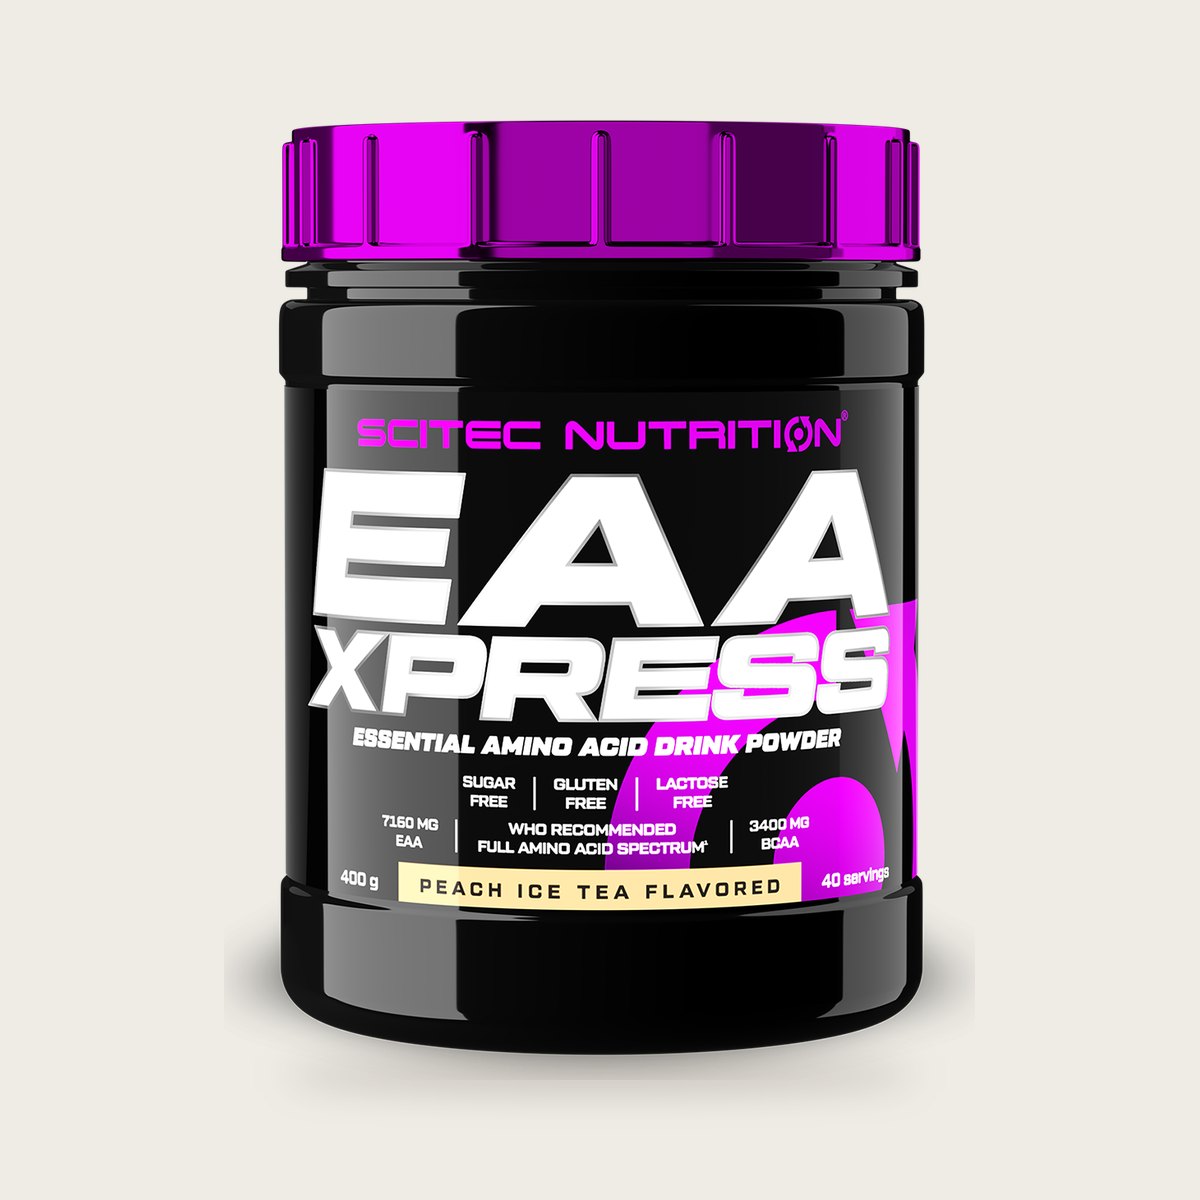 SCITEC NUTRITION®
EAA
XPRESS
ESSENTIAL AMINO ACID DRINK POWDER
SUGAR FREE
GLUTEN FREE
LACTOSE FREE
7160 MG EAA
WHO RECOMMENDED
FULL AMINO ACID SPECTRUM¹
3400 MG BCAA
400 g
PEACH ICE TEA FLAVORED
40 servings